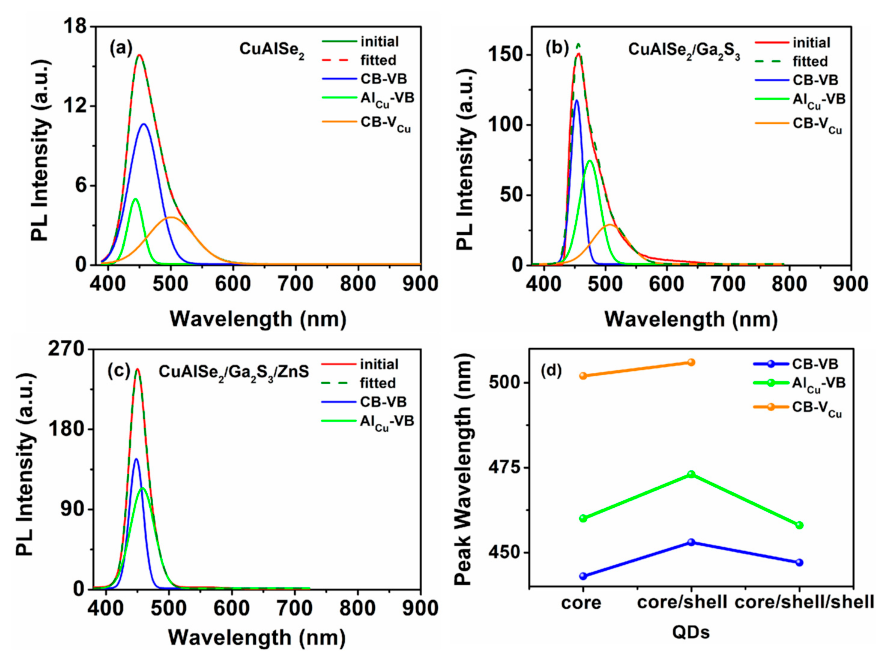 (a) CuAlSe2
initial
fitted
CB-VB
AlCu-VB
CB-VCu
PL Intensity (a.u.)
18
12
6
0
400 500 600 700 800 900
Wavelength (nm)
(b) CuAlSe2/Ga2S3
initial
fitted
CB-VB
AlCu-VB
CB-VCu
PL Intensity (a.u.)
150
100
50
0
400 500 600 700 800 900
Wavelength (nm)
(c) CuAlSe2/Ga2S3/ZnS
initial
fitted
CB-VB
AlCu-VB
PL Intensity (a.u.)
270
180
90
0
400 500 600 700 800 900
Wavelength (nm)
(d)
CB-VB
AlCu-VB
CB-VCu
Peak Wavelength (nm)
500
475
450
core core/shell core/shell/shell
QDs